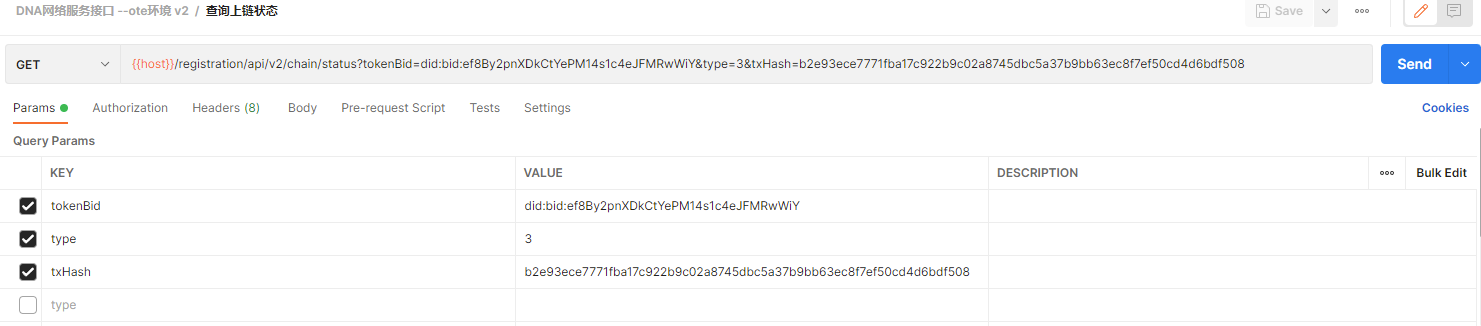 DNA网络服务接口 --ote环境 v2 / 查询上链状态
Save
GET
{{host}}/registration/api/v2/chain/status?tokenBid=did:bid:ef8By2pnXDkCtYePM14s1c4eJFMRwWiY&type=3&txHash=b2e93ece7771fba17c922b9c02a8745dbc5a37b9bb63ec8f7ef50cd4d6bdf508
Send
Params Authorization Headers (8) Body Pre-request Script Tests Settings Cookies
Query Params
KEY VALUE DESCRIPTION Bulk Edit
tokenBid did:bid:ef8By2pnXDkCtYePM14s1c4eJFMRwWiY
type 3
txHash b2e93ece7771fba17c922b9c02a8745dbc5a37b9bb63ec8f7ef50cd4d6bdf508
type